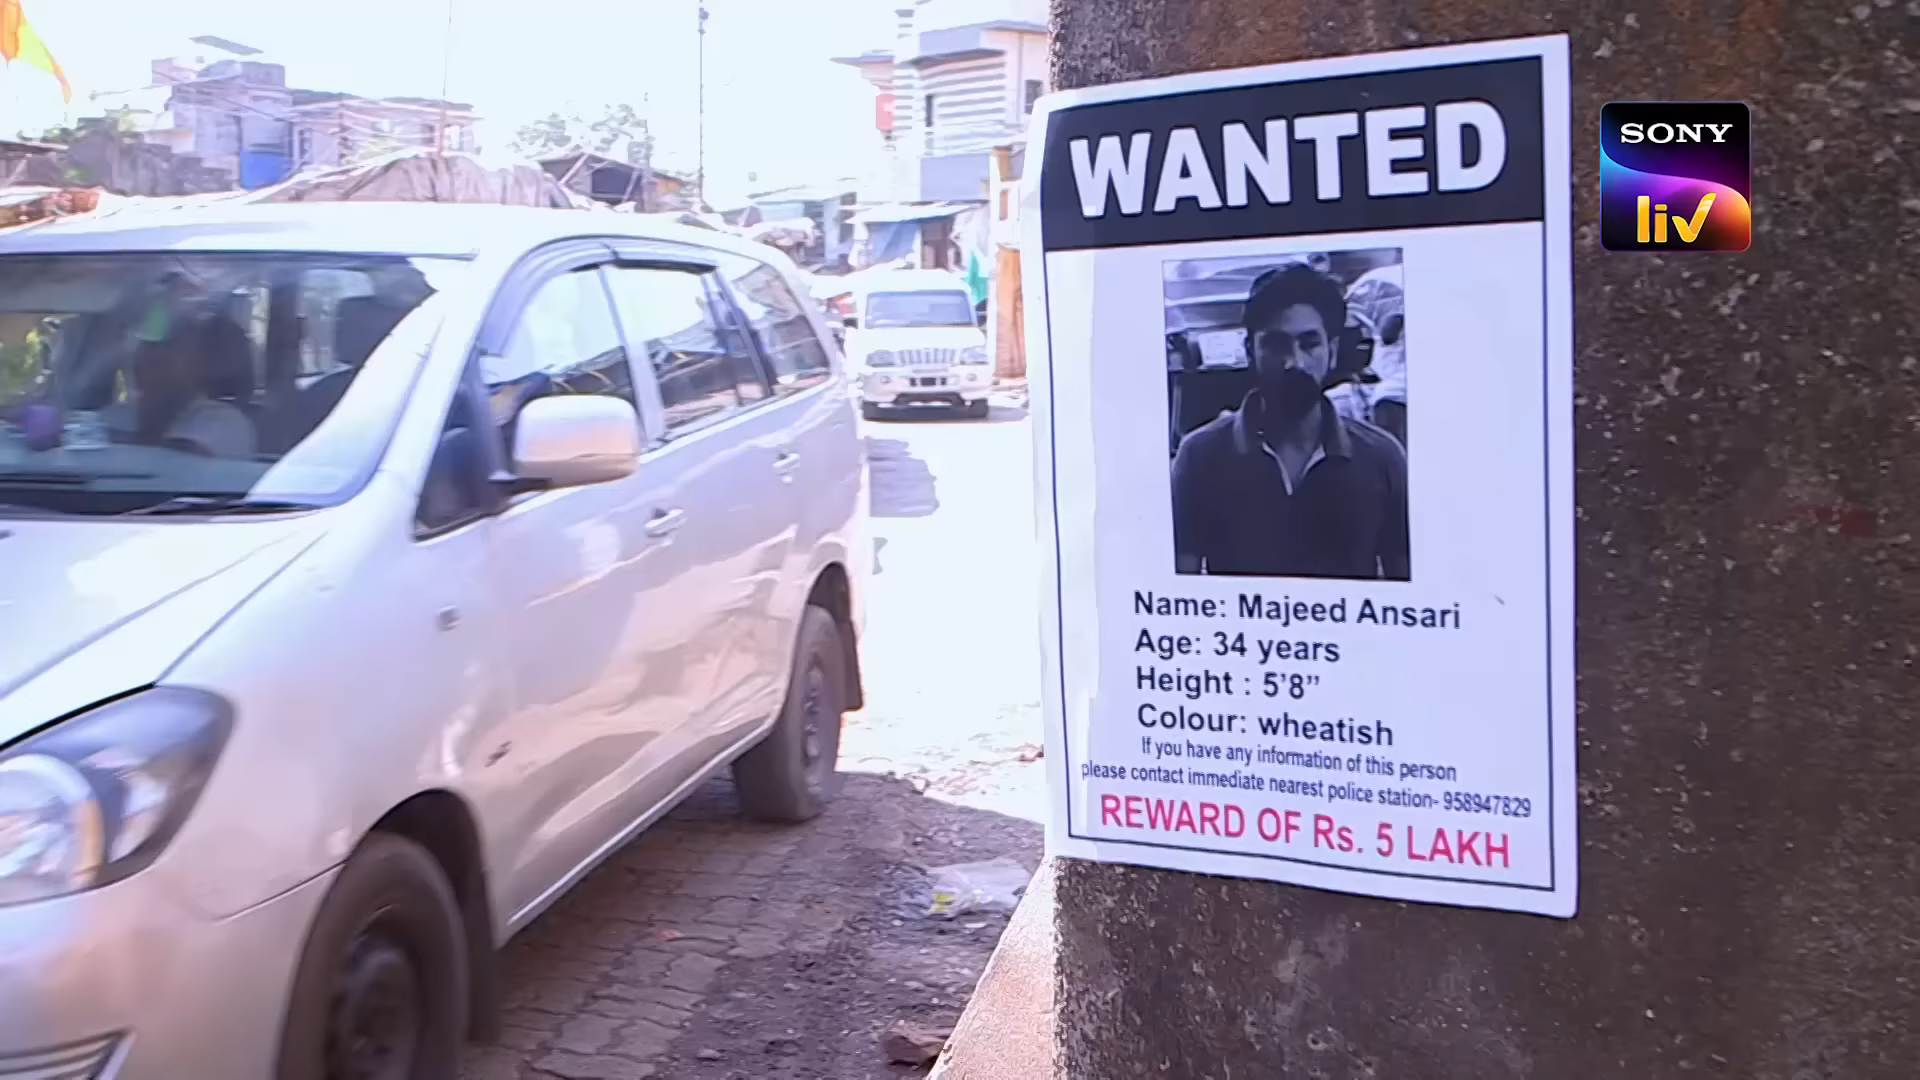 WANTED
Name: Majeed Ansari
Age: 34 years
Height : 5’8”
Colour: wheatish
If you have any information of this person
please contact immediate nearest police station- 958947829
REWARD OF Rs. 5 LAKH
SONY
liv